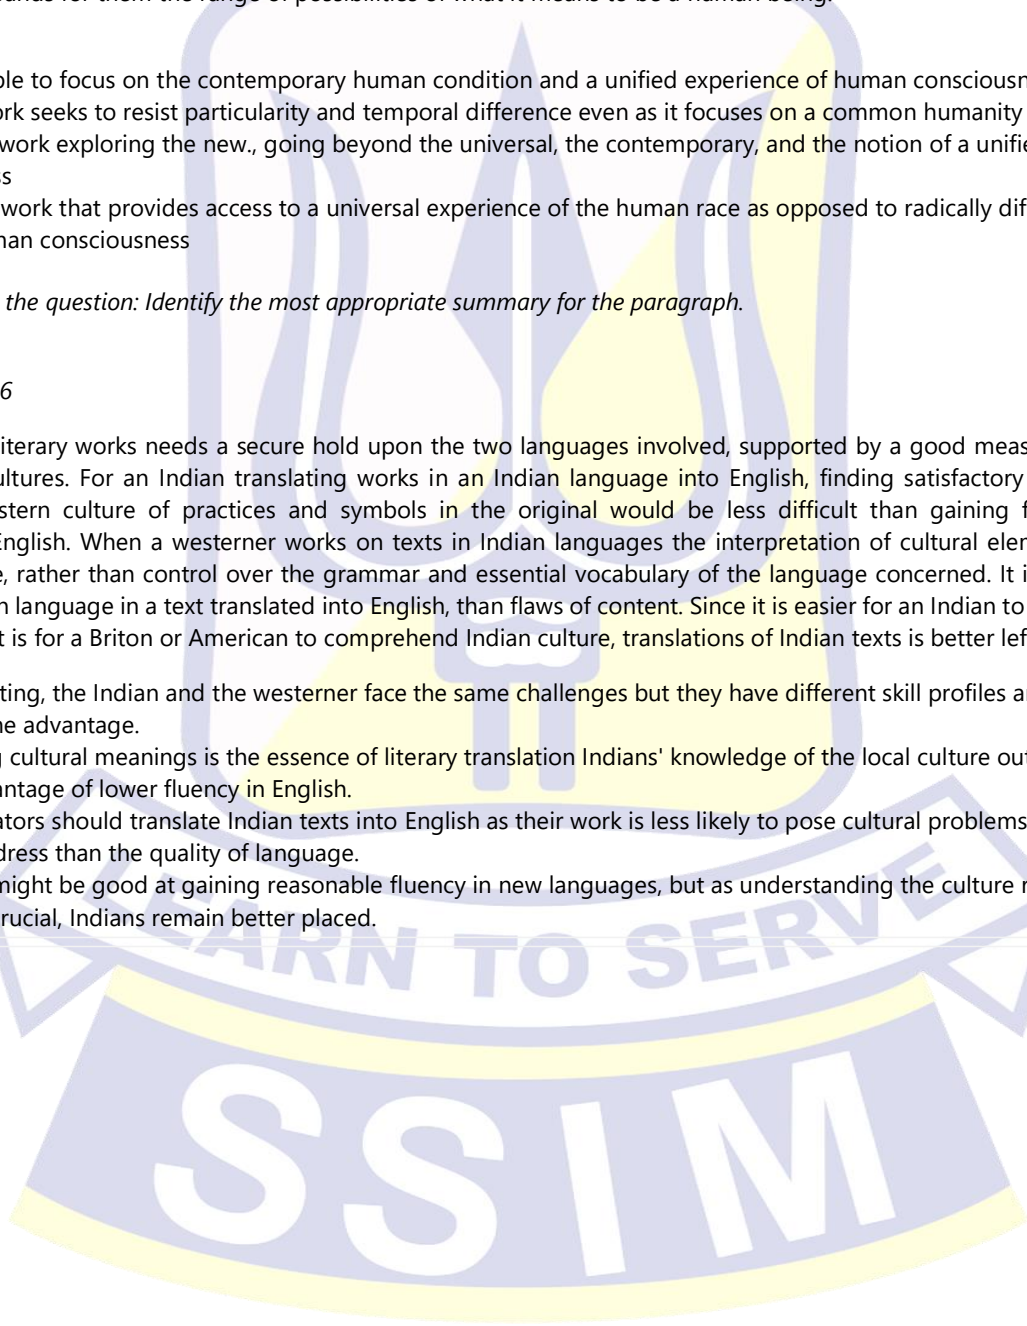 for them the range of possibilities of what it means to be a human being.
ble to focus on the contemporary human condition and a unified experience of human consciousn
ork seeks to resist particularity and temporal difference even as it focuses on a common humanity
work exploring the new., going beyond the universal, the contemporary, and the notion of a unifie
ss
work that provides access to a universal experience of the human race as opposed to radically dif
man consciousness
the question: Identify the most appropriate summary for the paragraph.
6
literary works needs a secure hold upon the two languages involved, supported by a good meas
ultures. For an Indian translating works in an Indian language into English, finding satisfactory
stern culture of practices and symbols in the original would be less difficult than gaining f
English. When a westerner works on texts in Indian languages the interpretation of cultural elem
e, rather than control over the grammar and essential vocabulary of the language concerned. It i
n language in a text translated into English, than flaws of content. Since it is easier for an Indian to
t is for a Briton or American to comprehend Indian culture, translations of Indian texts is better lef
ting, the Indian and the westerner face the same challenges but they have different skill profiles a
he advantage.
g cultural meanings is the essence of literary translation Indians' knowledge of the local culture out
antage of lower fluency in English.
ators should translate Indian texts into English as their work is less likely to pose cultural problems
dress than the quality of language.
might be good at gaining reasonable fluency in new languages, but as understanding the culture r
crucial, Indians remain better placed.
LEARN TO SERVE
SSIM